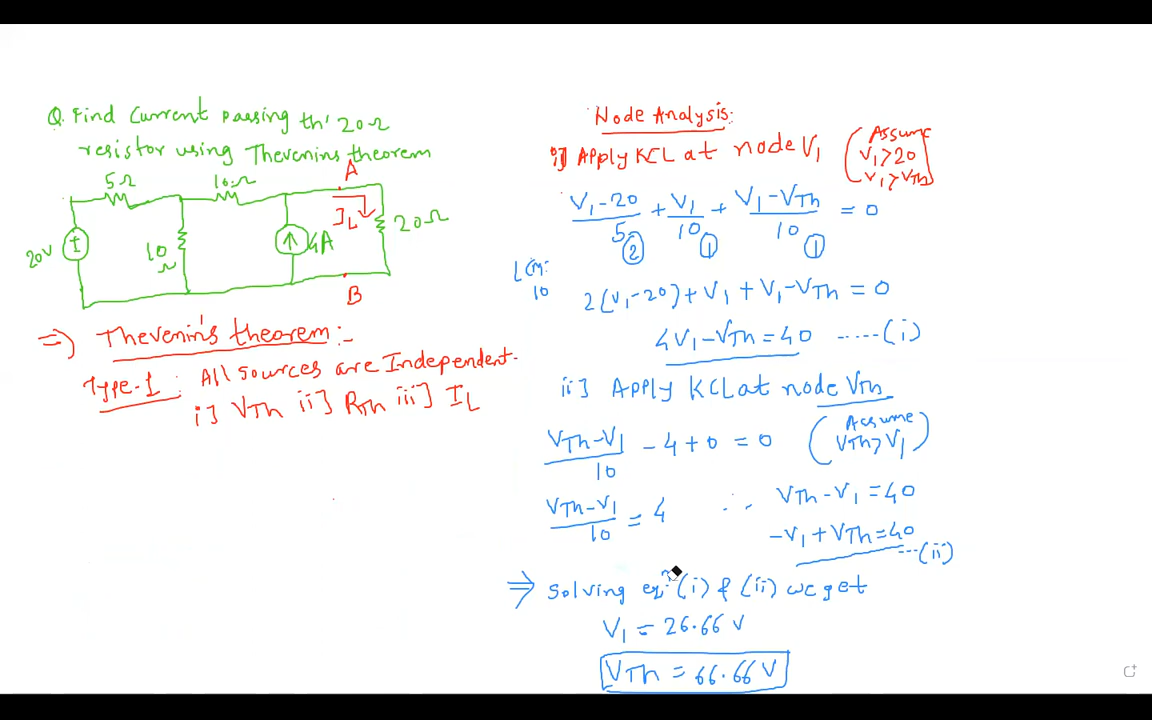 Q. Find Current passing th' 20Ω
resistor using Thevenins theorem
5Ω 10Ω A
20V 10Ω 4A IL 20Ω
B
=> Thevenin's theorem:-
Type-1 : All sources are Independent.
i] VTh ii] RTh iii] IL
Node Analysis:
i] Apply KCL at node V1 (Assume
V1>20
V1>VTh)
V1-20/5 + V1/10 + V1-VTh/10 = 0
② ① ①
LCM:
10
2(V1-20)+V1+V1-VTh = 0
4V1-VTh=40 .....(i)
ii] Apply KCL at node VTh
VTh-V1/10 - 4+0 = 0 (Assume
VTh>V1)
VTh-V1/10 = 4 ∴ VTh-V1=40
-V1+VTh=40
...(ii)
=> Solving eqn (i) & (ii) we get
V1 = 26.66 V
VTh = 66.66 V